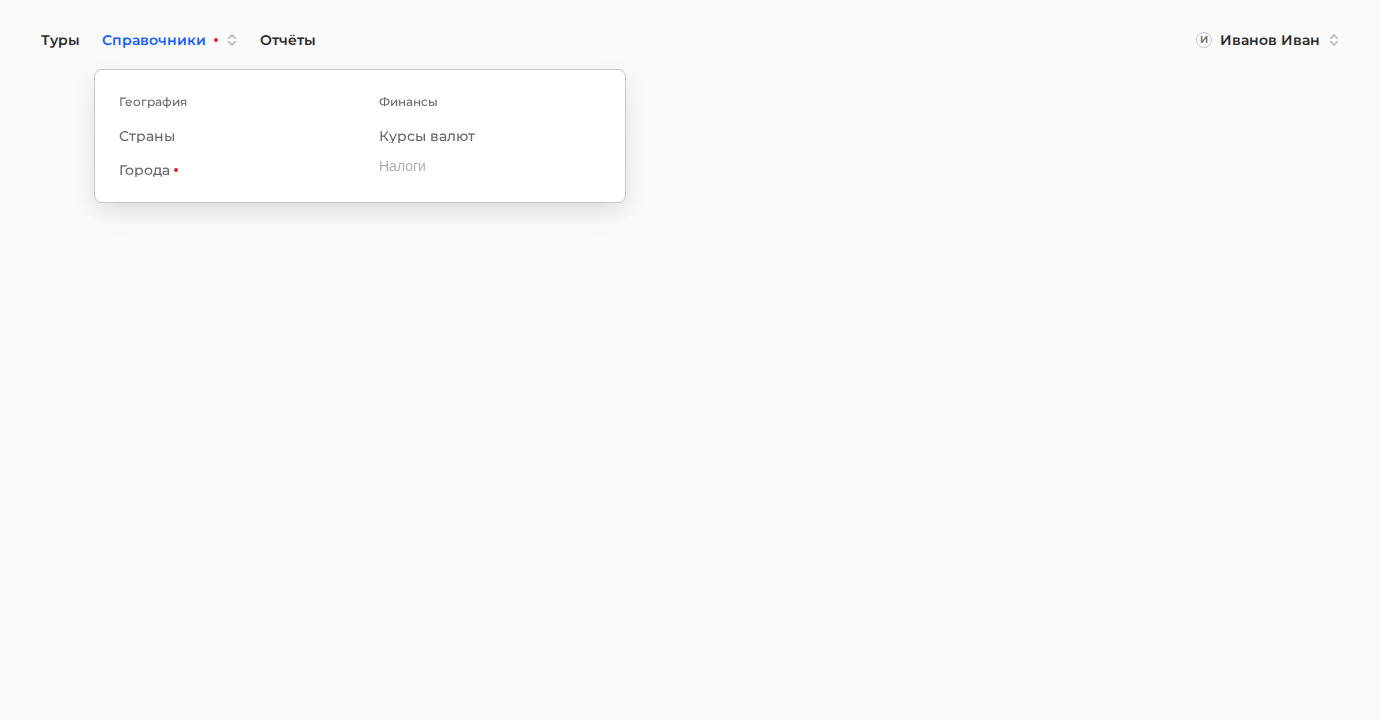 Туры Справочники Отчёты И Иванов Иван
География
Страны
Города
Финансы
Курсы валют
Налоги